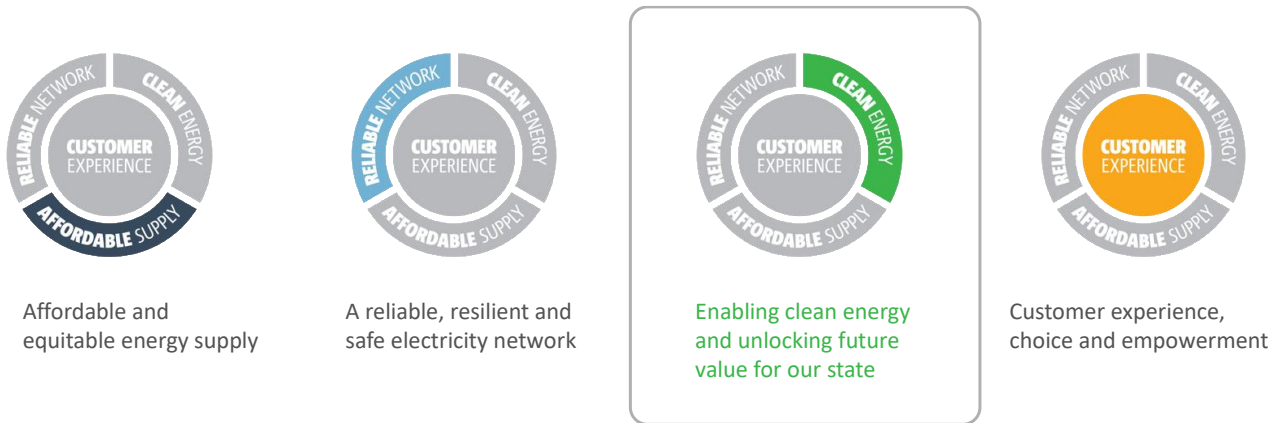 RELIABLE NETWORK
CLEAN ENERGY
CUSTOMER
EXPERIENCE
AFFORDABLE SUPPLY
Affordable and
equitable energy supply
RELIABLE NETWORK
CLEAN ENERGY
CUSTOMER
EXPERIENCE
AFFORDABLE SUPPLY
A reliable, resilient and
safe electricity network
RELIABLE NETWORK
CLEAN ENERGY
CUSTOMER
EXPERIENCE
AFFORDABLE SUPPLY
Enabling clean energy
and unlocking future
value for our state
RELIABLE NETWORK
CLEAN ENERGY
CUSTOMER
EXPERIENCE
AFFORDABLE SUPPLY
Customer experience,
choice and empowerment